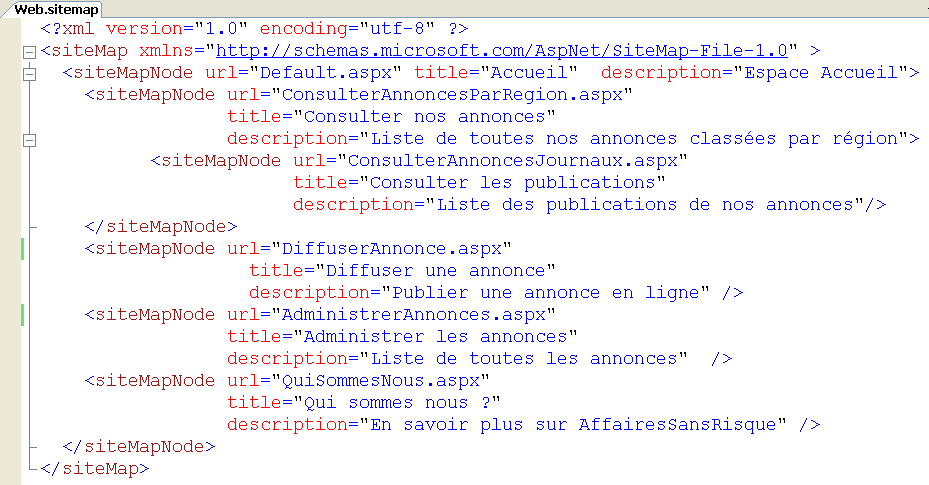 Web.sitemap
<?xml version="1.0" encoding="utf-8" ?>
<siteMap xmlns="http://schemas.microsoft.com/AspNet/SiteMap-File-1.0" >
<siteMapNode url="Default.aspx" title="Accueil"  description="Espace Accueil">
<siteMapNode url="ConsulterAnnoncesParRegion.aspx"
title="Consulter nos annonces"
description="Liste de toutes nos annonces classées par région">
<siteMapNode url="ConsulterAnnoncesJournaux.aspx"
title="Consulter les publications"
description="Liste des publications de nos annonces"/>
</siteMapNode>
<siteMapNode url="DiffuserAnnonce.aspx"
title="Diffuser une annonce"
description="Publier une annonce en ligne" />
<siteMapNode url="AdministrerAnnonces.aspx"
title="Administrer les annonces"
description="Liste de toutes les annonces"  />
<siteMapNode url="QuiSommesNous.aspx"
title="Qui sommes nous ?"
description="En savoir plus sur AffairesSansRisque" />
</siteMapNode>
</siteMap>